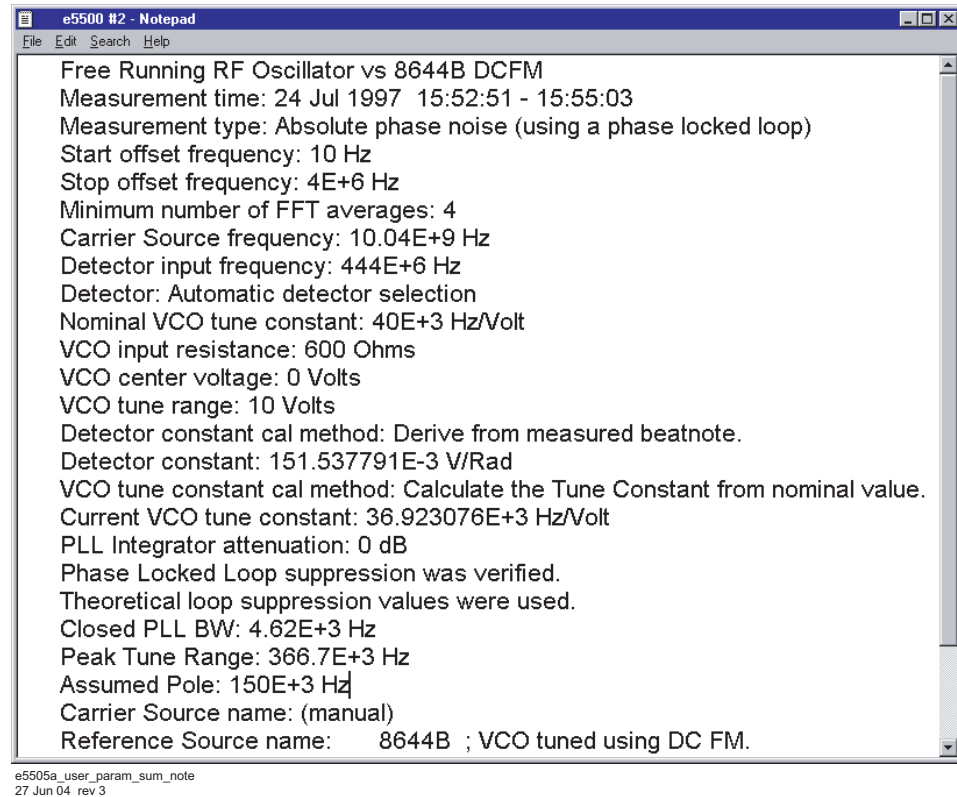 e5500 #2 - Notepad
File Edit Search Help
Free Running RF Oscillator vs 8644B DCFM
Measurement time: 24 Jul 1997 15:52:51 - 15:55:03
Measurement type: Absolute phase noise (using a phase locked loop)
Start offset frequency: 10 Hz
Stop offset frequency: 4E+6 Hz
Minimum number of FFT averages: 4
Carrier Source frequency: 10.04E+9 Hz
Detector input frequency: 444E+6 Hz
Detector: Automatic detector selection
Nominal VCO tune constant: 40E+3 Hz/Volt
VCO input resistance: 600 Ohms
VCO center voltage: 0 Volts
VCO tune range: 10 Volts
Detector constant cal method: Derive from measured beatnote.
Detector constant: 151.537791E-3 V/Rad
VCO tune constant cal method: Calculate the Tune Constant from nominal value.
Current VCO tune constant: 36.923076E+3 Hz/Volt
PLL Integrator attenuation: 0 dB
Phase Locked Loop suppression was verified.
Theoretical loop suppression values were used.
Closed PLL BW: 4.62E+3 Hz
Peak Tune Range: 366.7E+3 Hz
Assumed Pole: 150E+3 Hz
Carrier Source name: (manual)
Reference Source name: 8644B ; VCO tuned using DC FM.
e5505a_user_param_sum_note
27 Jun 04 rev 3